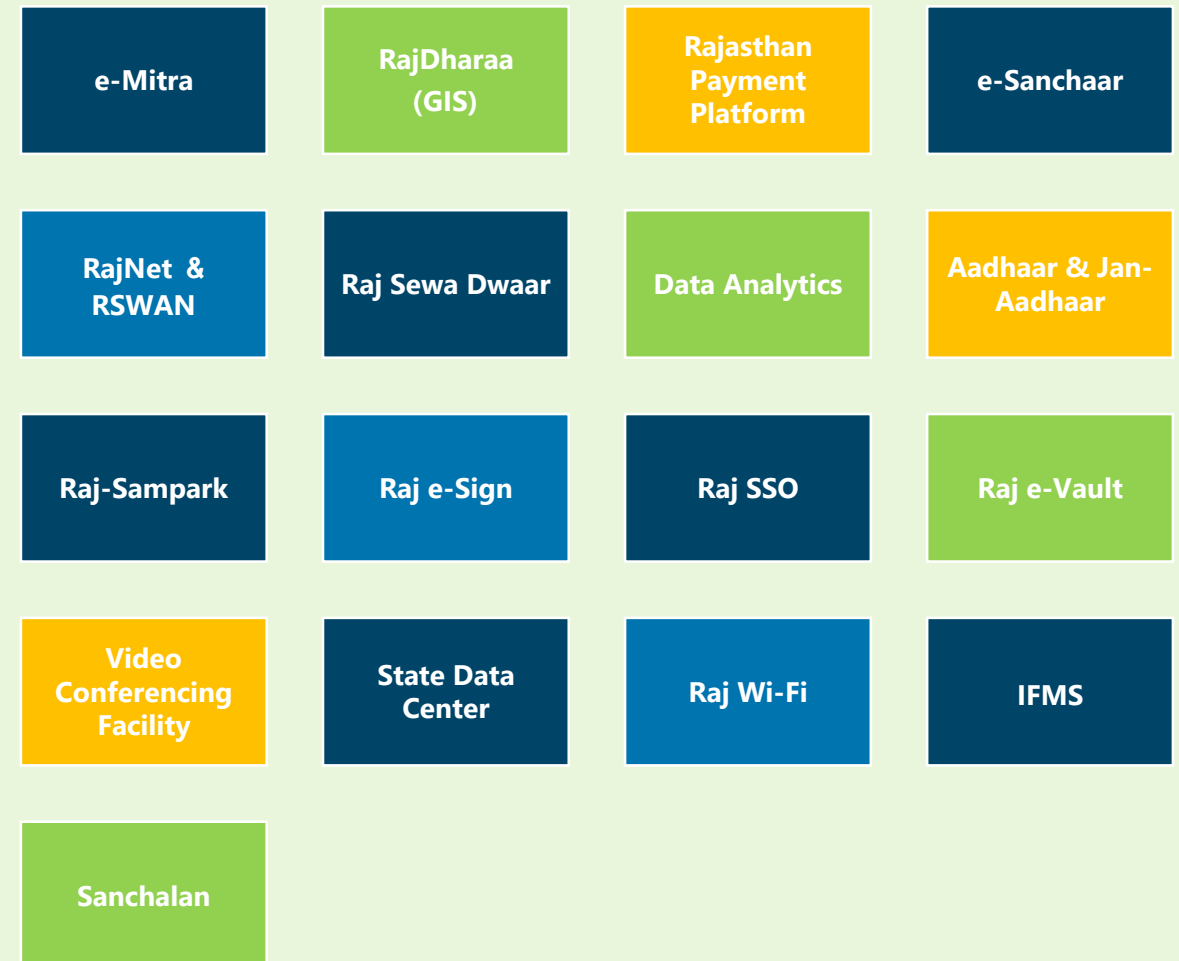 e-Mitra
RajDharaa
(GIS)
Rajasthan
Payment
Platform
e-Sanchaar
RajNet &
RSWAN
Raj Sewa Dwaar
Data Analytics
Aadhaar & Jan-
Aadhaar
Raj-Sampark
Raj e-Sign
Raj SSO
Raj e-Vault
Video
Conferencing
Facility
State Data
Center
Raj Wi-Fi
IFMS
Sanchalan